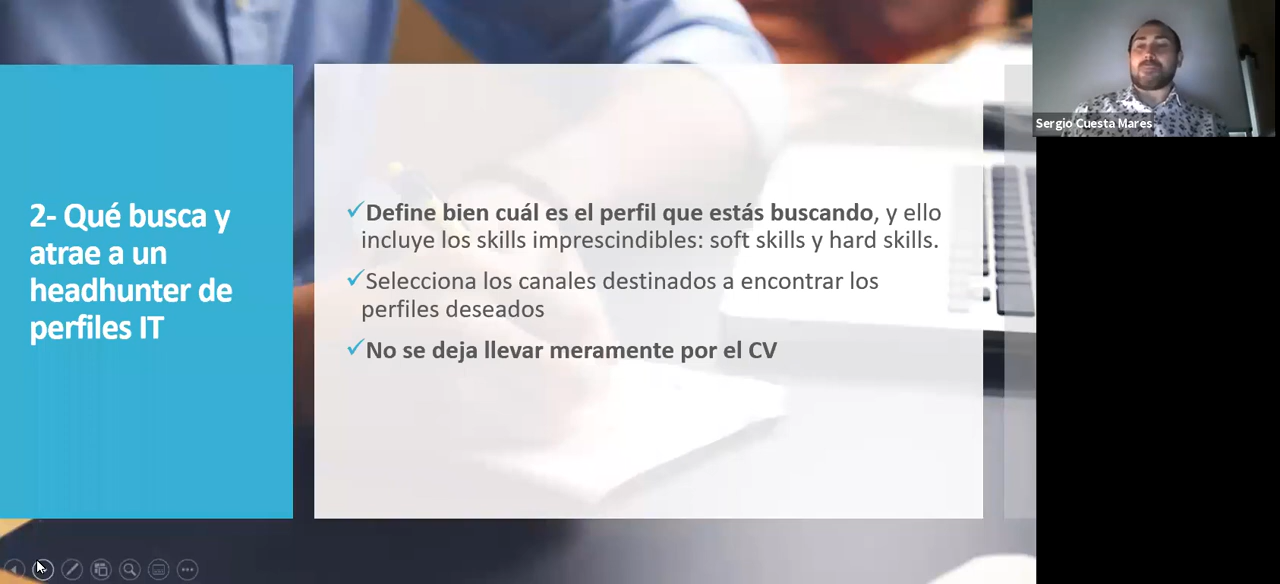 2- Qué busca y
atrae a un
headhunter de
perfiles IT
✓Define bien cuál es el perfil que estás buscando, y ello
incluye los skills imprescindibles: soft skills y hard skills.
✓Selecciona los canales destinados a encontrar los
perfiles deseados
✓No se deja llevar meramente por el CV
Sergio Cuesta Mares